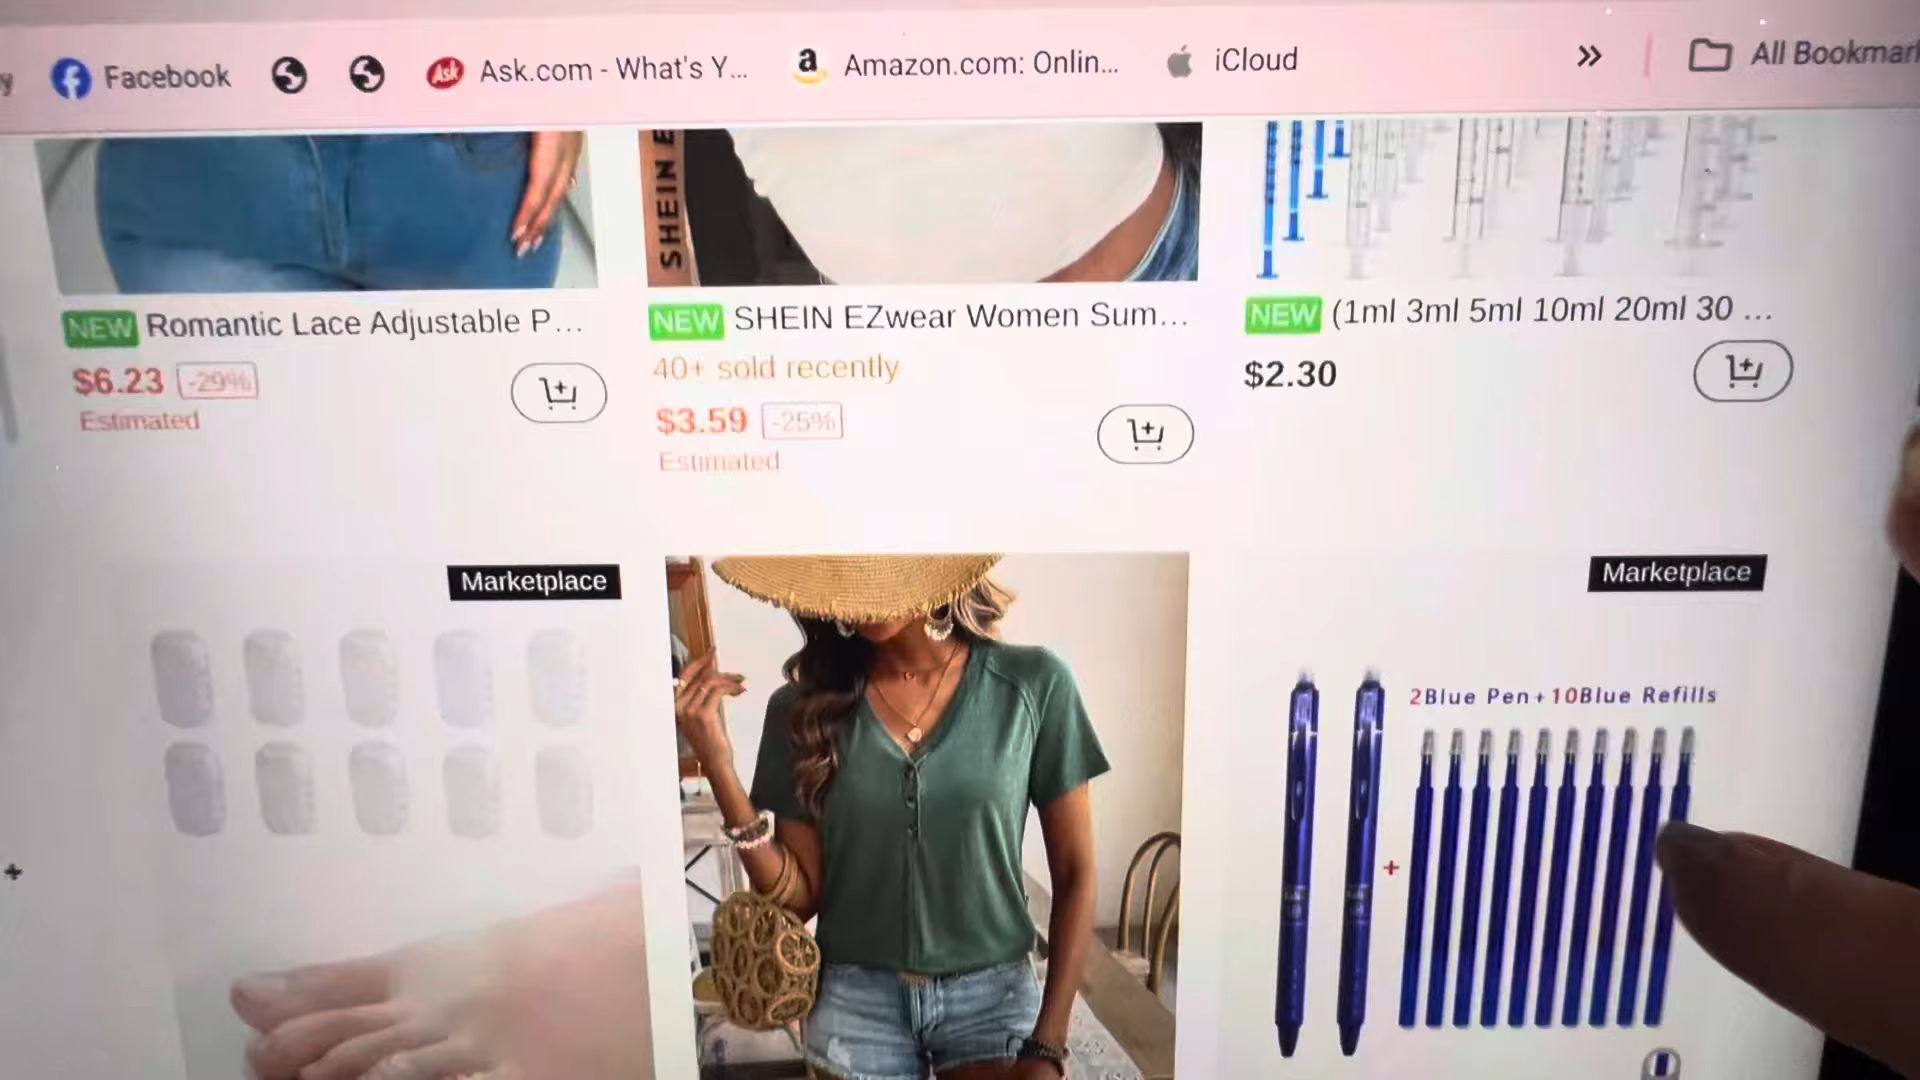 y Facebook Ask Ask.com - What's Y... a Amazon.com: Onlin... iCloud >> All Bookmark
SHEIN E
NEW Romantic Lace Adjustable P...
$6.23 -29%
Estimated
NEW SHEIN EZwear Women Sum...
40+ sold recently
$3.59 -25%
Estimated
NEW (1ml 3ml 5ml 10ml 20ml 30 ...
$2.30
Marketplace
Marketplace
2Blue Pen+10Blue Refills
+